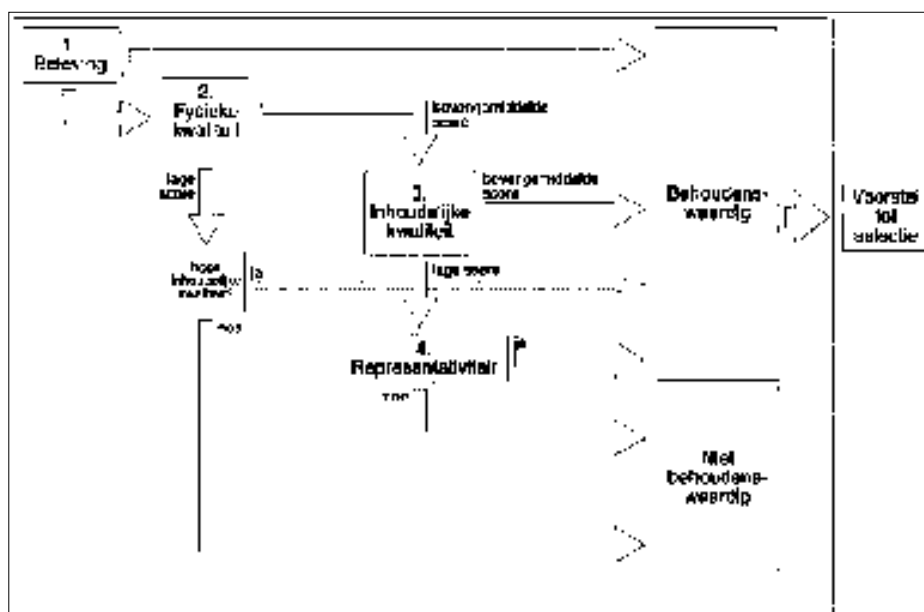 1
Beleving
2.
Fysieke
kwaliteit
bovengemiddelde
score
lage
score
3.
Inhoudelijke
kwaliteit
bovengemiddelde
score
Behoudens-
waardig
Voorstel
tot
selectie
hoge
inhoudelijke
kwaliteit?
ja
lage score
nee
4.
Representativiteit
ja
nee
Niet
behoudens-
waardig